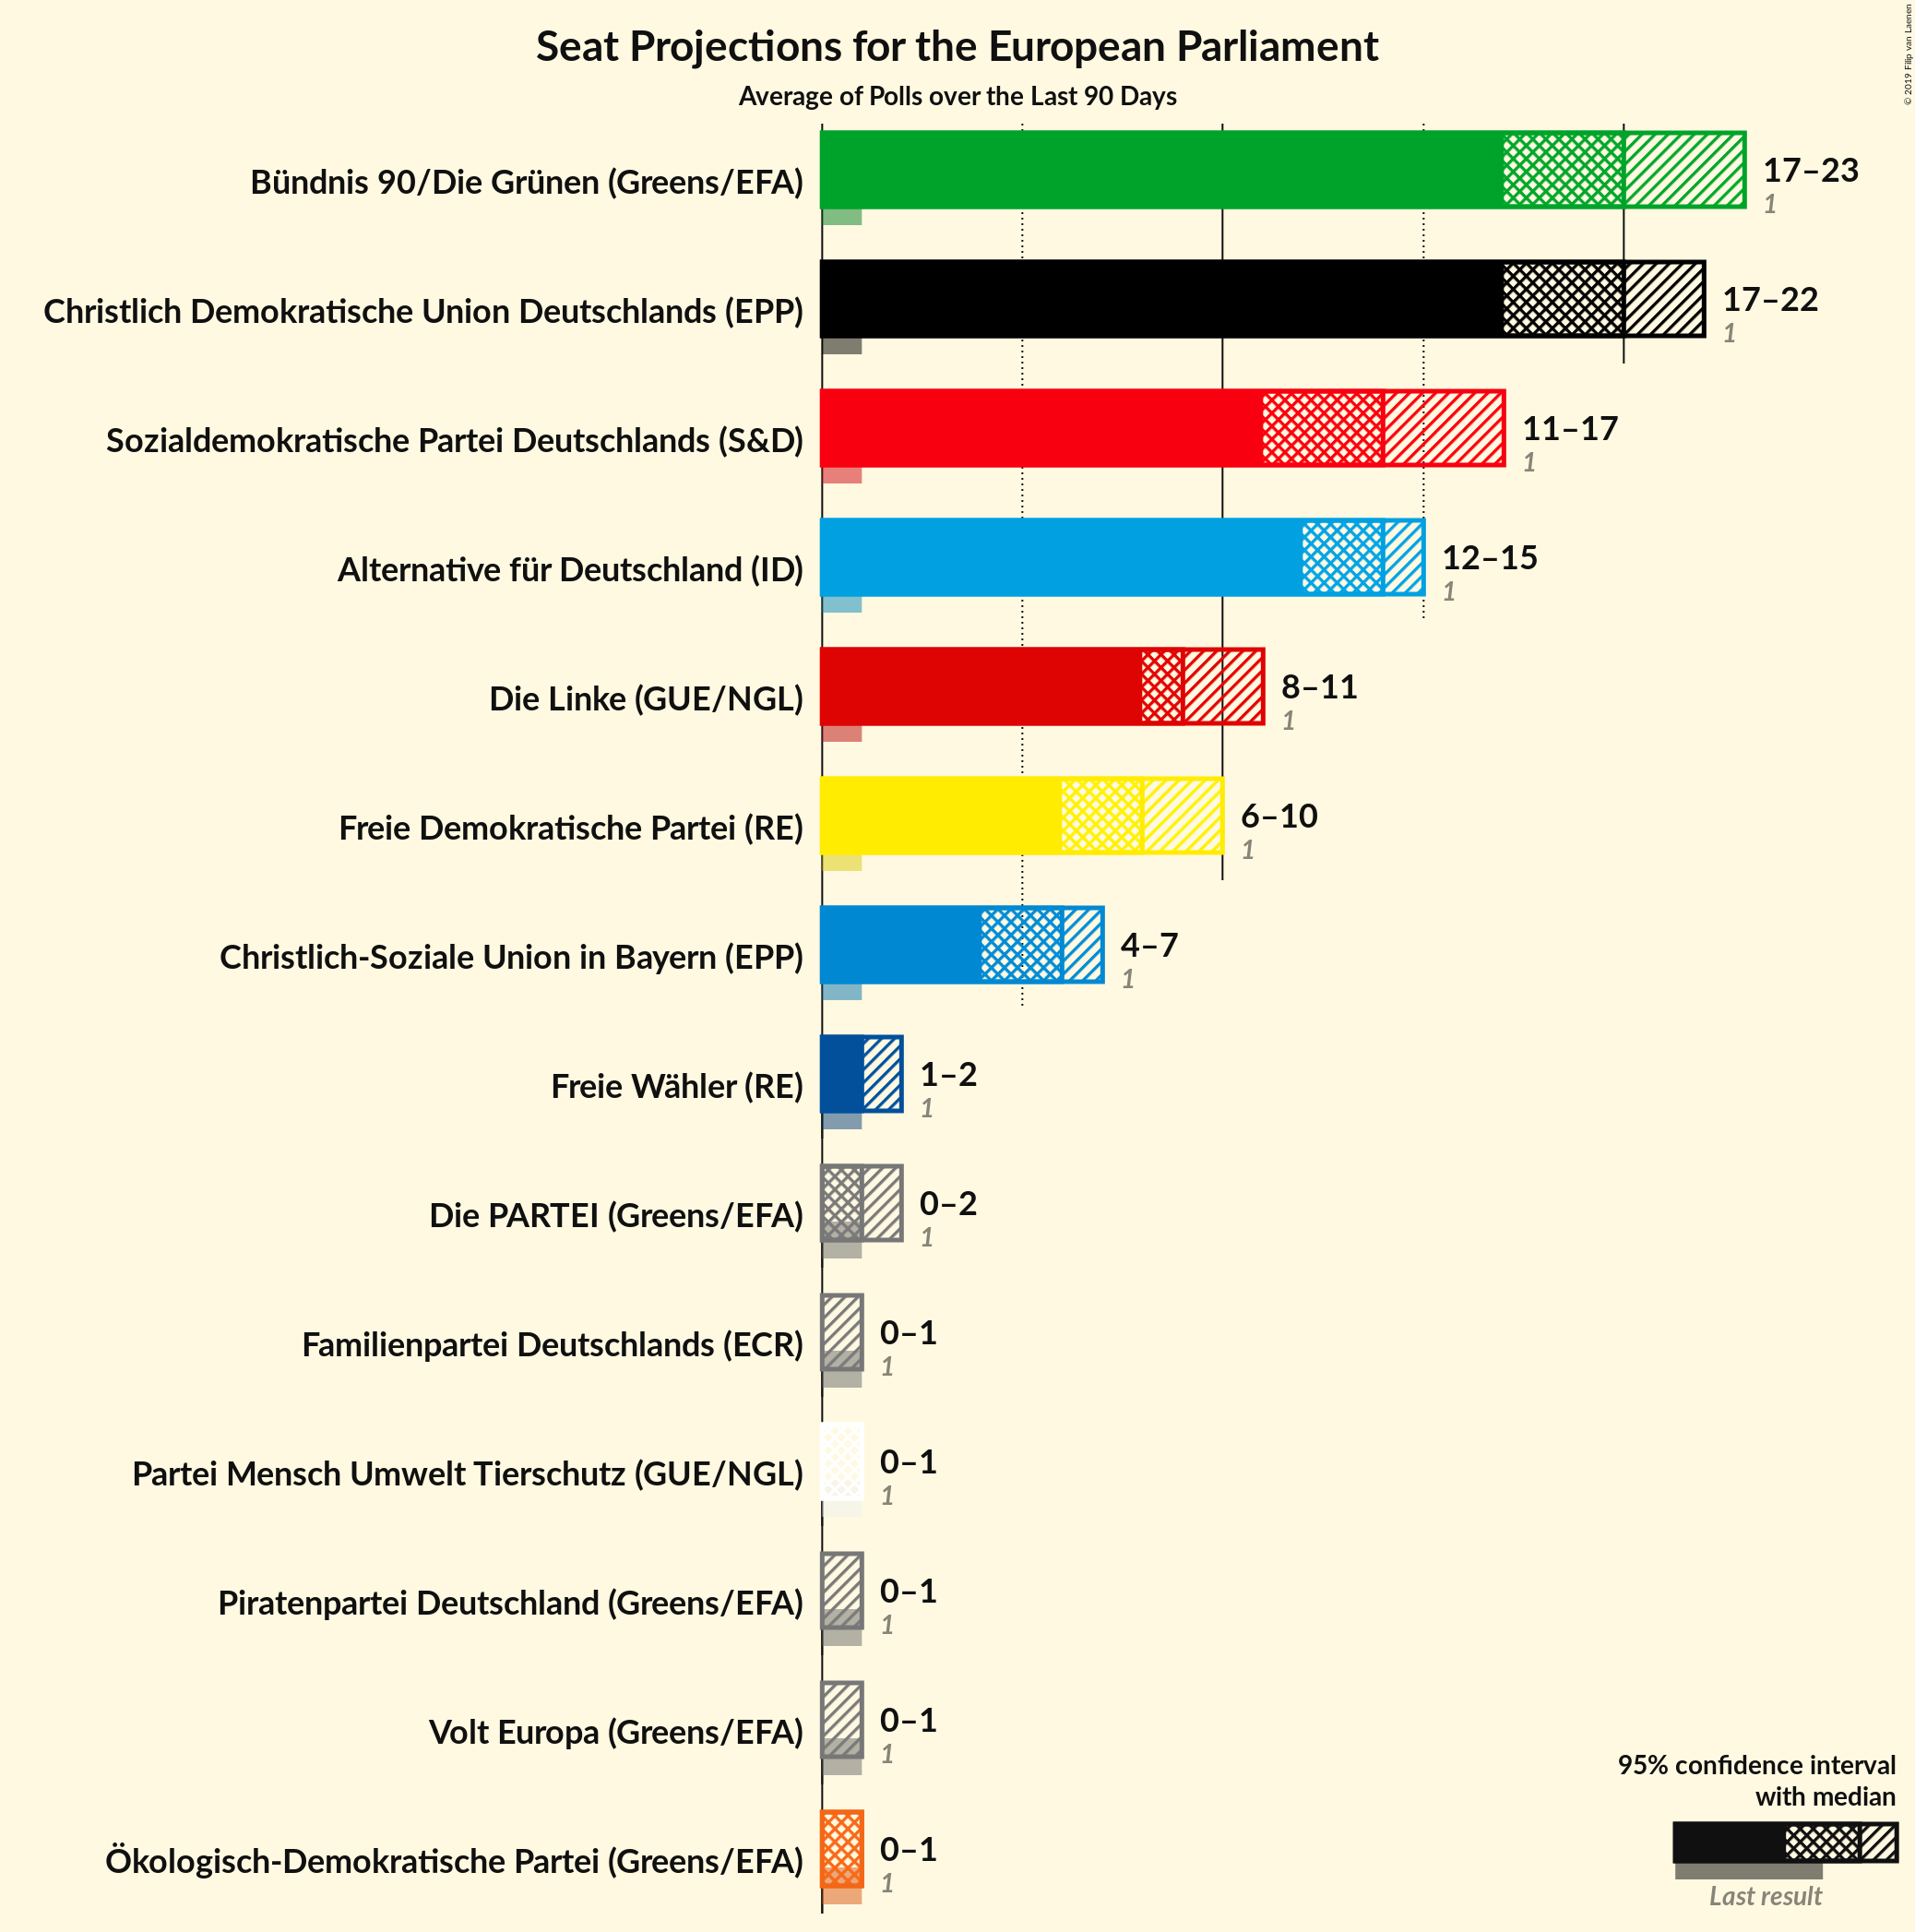 Seat Projections for the European Parliament
Average of Polls over the Last 90 Days
© 2019 Filip van Laenen
Bündnis 90/Die Grünen (Greens/EFA)
17–23
1
Christlich Demokratische Union Deutschlands (EPP)
17–22
1
Sozialdemokratische Partei Deutschlands (S&D)
11–17
1
Alternative für Deutschland (ID)
12–15
1
Die Linke (GUE/NGL)
8–11
1
Freie Demokratische Partei (RE)
6–10
1
Christlich-Soziale Union in Bayern (EPP)
4–7
1
Freie Wähler (RE)
1–2
1
Die PARTEI (Greens/EFA)
0–2
1
Familienpartei Deutschlands (ECR)
0–1
1
Partei Mensch Umwelt Tierschutz (GUE/NGL)
0–1
1
Piratenpartei Deutschland (Greens/EFA)
0–1
1
Volt Europa (Greens/EFA)
0–1
1
Ökologisch-Demokratische Partei (Greens/EFA)
0–1
1
95% confidence interval
with median
Last result